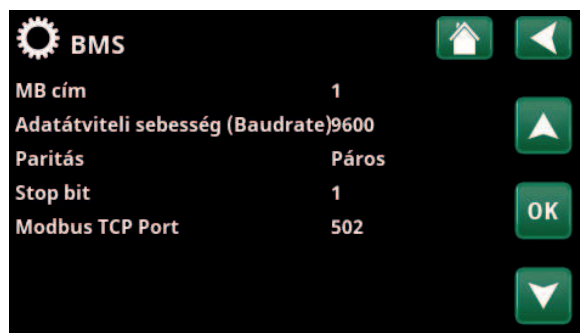 BMS
MB cím 1
Adatátviteli sebesség (Baudrate)9600
Paritás Páros
Stop bit 1
OK
Modbus TCP Port 502